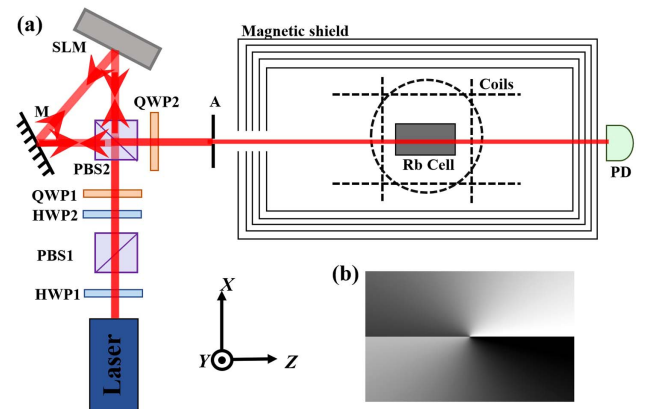 (a)
Magnetic shield
SLM
Coils
QWP2
A
M
PBS2
Rb Cell
PD
QWP1
HWP2
PBS1
(b)
HWP1
X
Y
Z
Laser